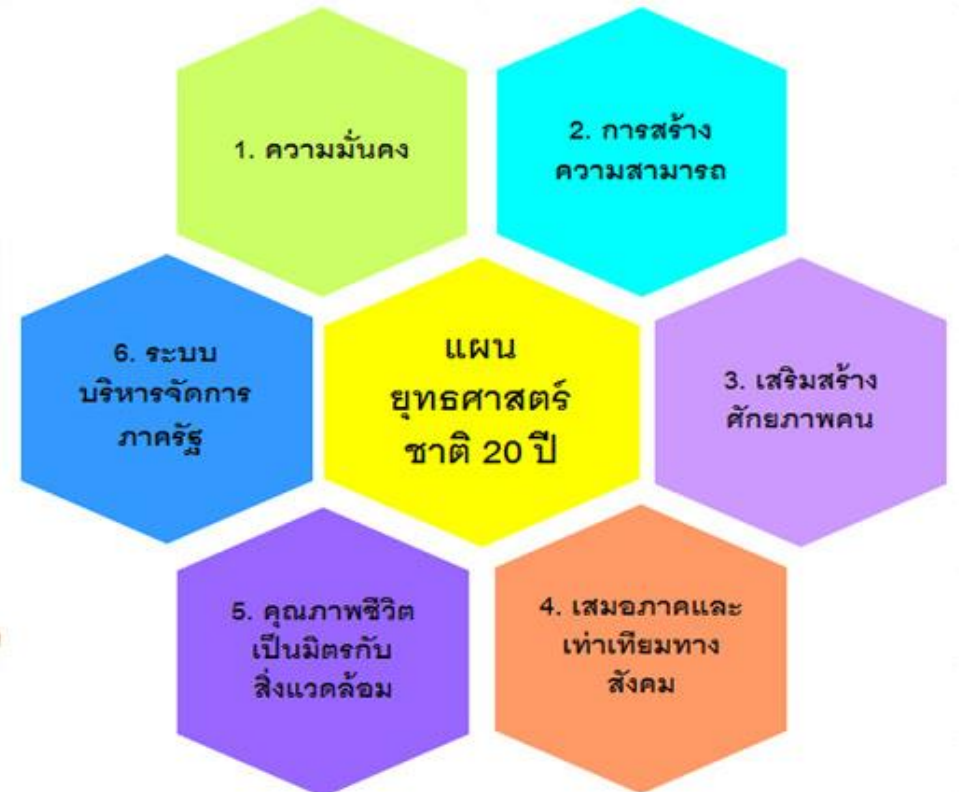 1. ความมั่นคง
2. การสร้าง
ความสามารถ
แผน
ยุทธศาสตร์
ชาติ 20 ปี
3. เสริมสร้าง
ศักยภาพคน
4. เสมอภาคและ
เท่าเทียมทาง
สังคม
5. คุณภาพชีวิต
เป็นมิตรกับ
สิ่งแวดล้อม
6. ระบบ
บริหารจัดการ
ภาครัฐ